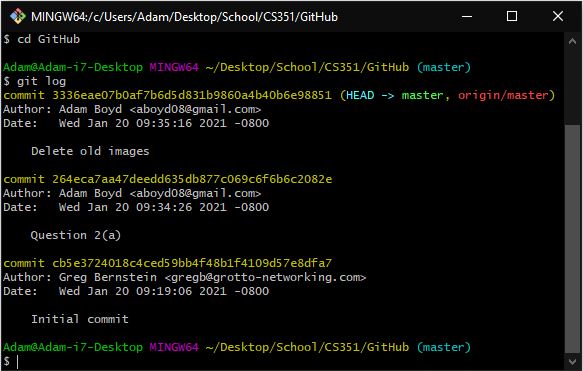 MINGW64:/c/Users/Adam/Desktop/School/CS351/GitHub
$ cd GitHub
Adam@Adam-i7-Desktop MINGW64 ~/Desktop/School/CS351/GitHub (master)
$ git log
commit 3336eae07b0af7b6d5d831b9860a4b40b6e98851 (HEAD -> master, origin/master)
Author: Adam Boyd <aboyd08@gmail.com>
Date:   Wed Jan 20 09:35:16 2021 -0800
    Delete old images
commit 264eca7aa47deedd635db877c069c6f6b6c2082e
Author: Adam Boyd <aboyd08@gmail.com>
Date:   Wed Jan 20 09:34:26 2021 -0800
    Question 2(a)
commit cb5e3724018c4ced59bb4f48b1f4109d57e8dfa7
Author: Greg Bernstein <gregb@grotto-networking.com>
Date:   Wed Jan 20 09:19:06 2021 -0800
    Initial commit
Adam@Adam-i7-Desktop MINGW64 ~/Desktop/School/CS351/GitHub (master)
$